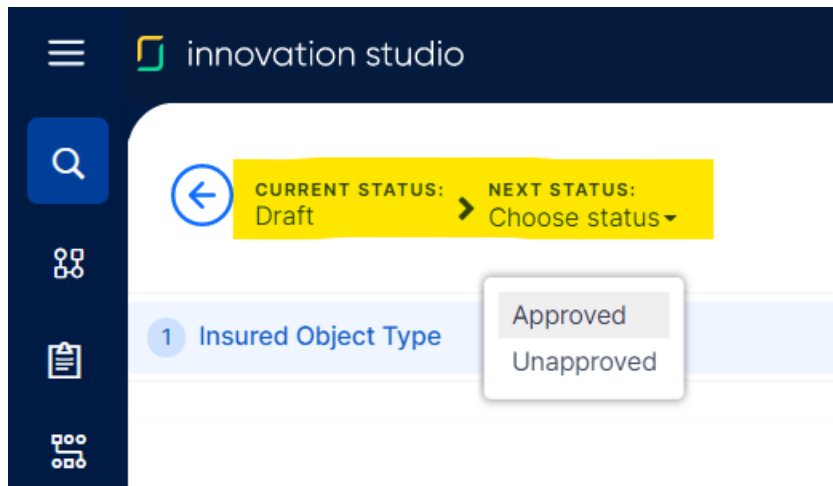 innovation studio
CURRENT STATUS:
Draft
NEXT STATUS:
Choose status
1 Insured Object Type
Approved
Unapproved